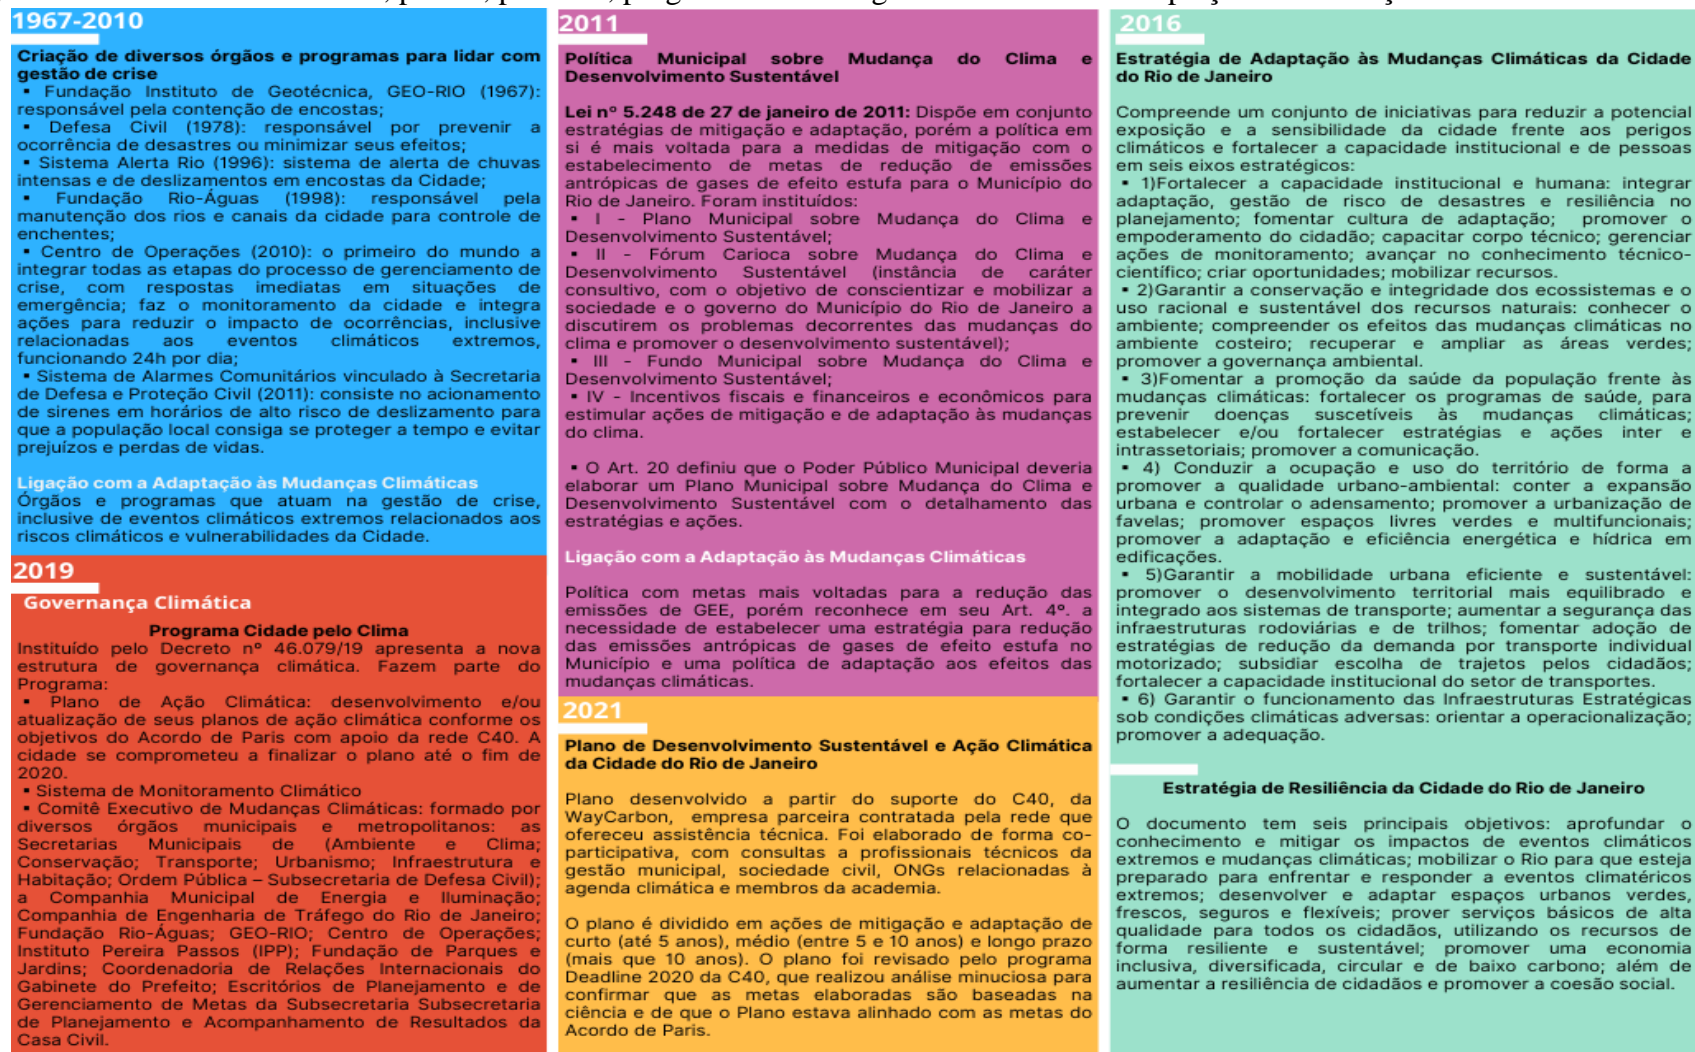 1967-2010
Criação de diversos órgãos e programas para lidar com
gestão de crise
▪ Fundação Instituto de Geotécnica, GEO-RIO (1967):
responsável pela contenção de encostas;
▪ Defesa Civil (1978): responsável por prevenir a
ocorrência de desastres ou minimizar seus efeitos;
▪ Sistema Alerta Rio (1996): sistema de alerta de chuvas
intensas e de deslizamentos em encostas da Cidade;
▪ Fundação Rio-Águas (1998): responsável pela
manutenção dos rios e canais da cidade para controle de
enchentes;
▪ Centro de Operações (2010): o primeiro do mundo a
integrar todas as etapas do processo de gerenciamento de
crise, com respostas imediatas em situações de
emergência; faz o monitoramento da cidade e integra
ações para reduzir o impacto de ocorrências, inclusive
relacionadas aos eventos climáticos extremos,
funcionando 24h por dia;
▪ Sistema de Alarmes Comunitários vinculado à Secretaria
de Defesa e Proteção Civil (2011): consiste no acionamento
de sirenes em horários de alto risco de deslizamento para
que a população local consiga se proteger a tempo e evitar
prejuízos e perdas de vidas.
Ligação com a Adaptação às Mudanças Climáticas
Órgãos e programas que atuam na gestão de crise,
inclusive de eventos climáticos extremos relacionados aos
riscos climáticos e vulnerabilidades da Cidade.
2019
Governança Climática
Programa Cidade pelo Clima
Instituído pelo Decreto nº 46.079/19 apresenta a nova
estrutura de governança climática. Fazem parte do
Programa:
▪ Plano de Ação Climática: desenvolvimento e/ou
atualização de seus planos de ação climática conforme os
objetivos do Acordo de Paris com apoio da rede C40. A
cidade se comprometeu a finalizar o plano até o fim de
2020.
▪ Sistema de Monitoramento Climático
▪ Comitê Executivo de Mudanças Climáticas: formado por
diversos órgãos municipais e metropolitanos: as
Secretarias Municipais de (Ambiente e Clima;
Conservação; Transporte; Urbanismo; Infraestrutura e
Habitação; Ordem Pública – Subsecretaria de Defesa Civil);
a Companhia Municipal de Energia e Iluminação;
Companhia de Engenharia de Tráfego do Rio de Janeiro;
Fundação Rio-Águas; GEO-RIO; Centro de Operações;
Instituto Pereira Passos (IPP); Fundação de Parques e
Jardins; Coordenadoria de Relações Internacionais do
Gabinete do Prefeito; Escritórios de Planejamento e de
Gerenciamento de Metas da Subsecretaria Subsecretaria
de Planejamento e Acompanhamento de Resultados da
Casa Civil.
2011
Política Municipal sobre Mudança do Clima e
Desenvolvimento Sustentável
Lei nº 5.248 de 27 de janeiro de 2011: Dispõe em conjunto
estratégias de mitigação e adaptação, porém a política em
si é mais voltada para a medidas de mitigação com o
estabelecimento de metas de redução de emissões
antrópicas de gases de efeito estufa para o Município do
Rio de Janeiro. Foram instituídos:
▪ I - Plano Municipal sobre Mudança do Clima e
Desenvolvimento Sustentável;
▪ II - Fórum Carioca sobre Mudança do Clima e
Desenvolvimento Sustentável (instância de caráter
consultivo, com o objetivo de conscientizar e mobilizar a
sociedade e o governo do Município do Rio de Janeiro a
discutirem os problemas decorrentes das mudanças do
clima e promover o desenvolvimento sustentável);
▪ III - Fundo Municipal sobre Mudança do Clima e
Desenvolvimento Sustentável;
▪ IV - Incentivos fiscais e financeiros e econômicos para
estimular ações de mitigação e de adaptação às mudanças
do clima.
▪ O Art. 20 definiu que o Poder Público Municipal deveria
elaborar um Plano Municipal sobre Mudança do Clima e
Desenvolvimento Sustentável com o detalhamento das
estratégias e ações.
Ligação com a Adaptação às Mudanças Climáticas
Política com metas mais voltadas para a redução das
emissões de GEE, porém reconhece em seu Art. 4º. a
necessidade de estabelecer uma estratégia para redução
das emissões antrópicas de gases de efeito estufa no
Município e uma política de adaptação aos efeitos das
mudanças climáticas.
2021
Plano de Desenvolvimento Sustentável e Ação Climática
da Cidade do Rio de Janeiro
Plano desenvolvido a partir do suporte do C40, da
WayCarbon, empresa parceira contratada pela rede que
ofereceu assistência técnica. Foi elaborado de forma co-
participativa, com consultas a profissionais técnicos da
gestão municipal, sociedade civil, ONGs relacionadas à
agenda climática e membros da academia.
O plano é dividido em ações de mitigação e adaptação de
curto (até 5 anos), médio (entre 5 e 10 anos) e longo prazo
(mais que 10 anos). O plano foi revisado pelo programa
Deadline 2020 da C40, que realizou análise minuciosa para
confirmar que as metas elaboradas são baseadas na
ciência e de que o Plano estava alinhado com as metas do
Acordo de Paris.
2016
Estratégia de Adaptação às Mudanças Climáticas da Cidade
do Rio de Janeiro
Compreende um conjunto de iniciativas para reduzir a potencial
exposição e a sensibilidade da cidade frente aos perigos
climáticos e fortalecer a capacidade institucional e de pessoas
em seis eixos estratégicos:
▪ 1)Fortalecer a capacidade institucional e humana: integrar
adaptação, gestão de risco de desastres e resiliência no
planejamento; fomentar cultura de adaptação; promover o
empoderamento do cidadão; capacitar corpo técnico; gerenciar
ações de monitoramento; avançar no conhecimento técnico-
científico; criar oportunidades; mobilizar recursos.
▪ 2)Garantir a conservação e integridade dos ecossistemas e o
uso racional e sustentável dos recursos naturais: conhecer o
ambiente; compreender os efeitos das mudanças climáticas no
ambiente costeiro; recuperar e ampliar as áreas verdes;
promover a governança ambiental.
▪ 3)Fomentar a promoção da saúde da população frente às
mudanças climáticas: fortalecer os programas de saúde, para
prevenir doenças suscetíveis às mudanças climáticas;
estabelecer e/ou fortalecer estratégias e ações inter e
intrassetoriais; promover a comunicação.
▪ 4) Conduzir a ocupação e uso do território de forma a
promover a qualidade urbano-ambiental: conter a expansão
urbana e controlar o adensamento; promover a urbanização de
favelas; promover espaços livres verdes e multifuncionais;
promover a adaptação e eficiência energética e hídrica em
edificações.
▪ 5)Garantir a mobilidade urbana eficiente e sustentável:
promover o desenvolvimento territorial mais equilibrado e
integrado aos sistemas de transporte; aumentar a segurança das
infraestruturas rodoviárias e de trilhos; fomentar adoção de
estratégias de redução da demanda por transporte individual
motorizado; subsidiar escolha de trajetos pelos cidadãos;
fortalecer a capacidade institucional do setor de transportes.
▪ 6) Garantir o funcionamento das Infraestruturas Estratégicas
sob condições climáticas adversas: orientar a operacionalização;
promover a adequação.
Estratégia de Resiliência da Cidade do Rio de Janeiro
O documento tem seis principais objetivos: aprofundar o
conhecimento e mitigar os impactos de eventos climáticos
extremos e mudanças climáticas; mobilizar o Rio para que esteja
preparado para enfrentar e responder a eventos climatéricos
extremos; desenvolver e adaptar espaços urbanos verdes,
frescos, seguros e flexíveis; prover serviços básicos de alta
qualidade para todos os cidadãos, utilizando os recursos de
forma resiliente e sustentável; promover uma economia
inclusiva, diversificada, circular e de baixo carbono; além de
aumentar a resiliência de cidadãos e promover a coesão social.